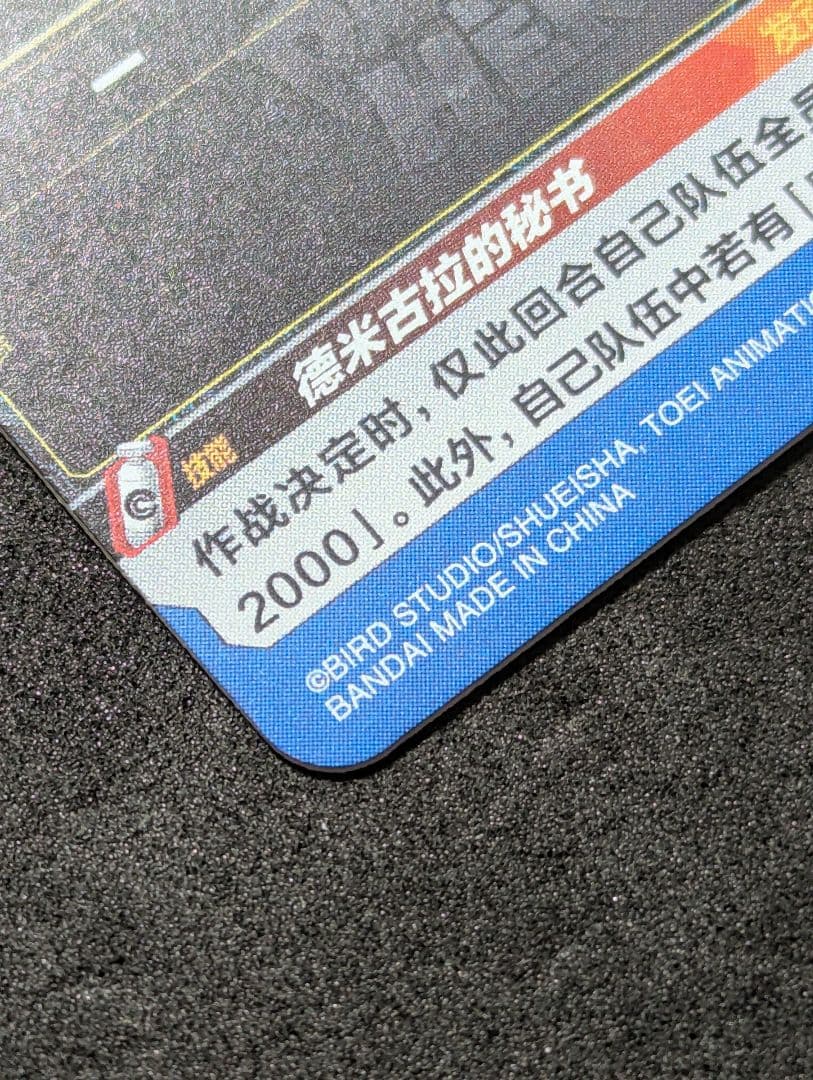 德米古拉的秘书
技能
C
作战决定时，仅此回合自己队伍全员
2000」。此外，自己队伍中若有「
©BIRD STUDIO/SHUEISHA, TOEI ANIMATI
BANDAI MADE IN CHINA